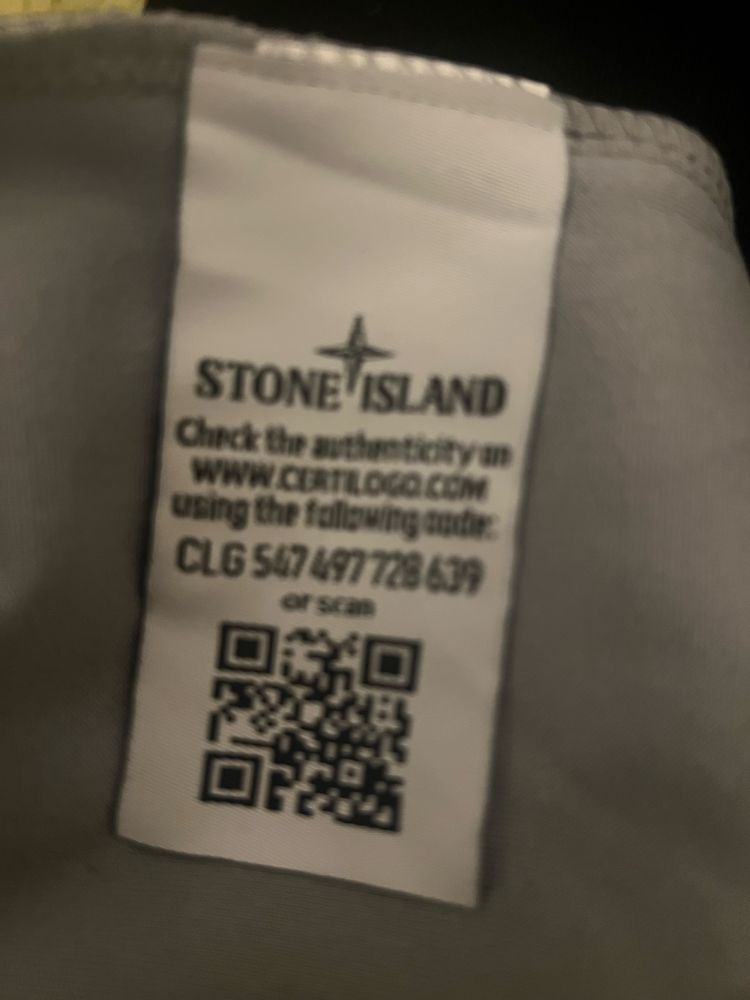 STONE ISLAND
Check the authenticity on
WWW.CERTILOGO.COM
using the following code:
CLG 547 497 728 639
or scan